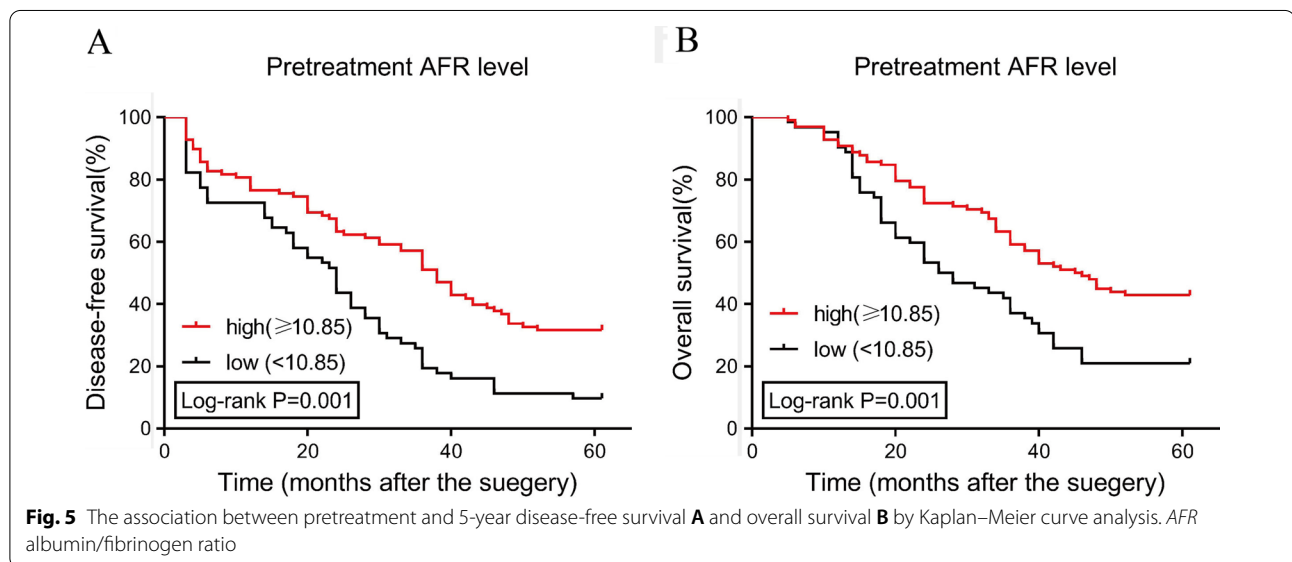 A
Pretreatment AFR level
Disease-free survival(%)
100
80
60
40
20
0
high(≥10.85)
low (<10.85)
Log-rank P=0.001
0 20 40 60
Time (months after the suegery)
B
Pretreatment AFR level
Overall survival(%)
100
80
60
40
20
0
high(≥10.85)
low (<10.85)
Log-rank P=0.001
0 20 40 60
Time (months after the suegery)
Fig. 5 The association between pretreatment and 5-year disease-free survival A and overall survival B by Kaplan–Meier curve analysis. AFR
albumin/fibrinogen ratio